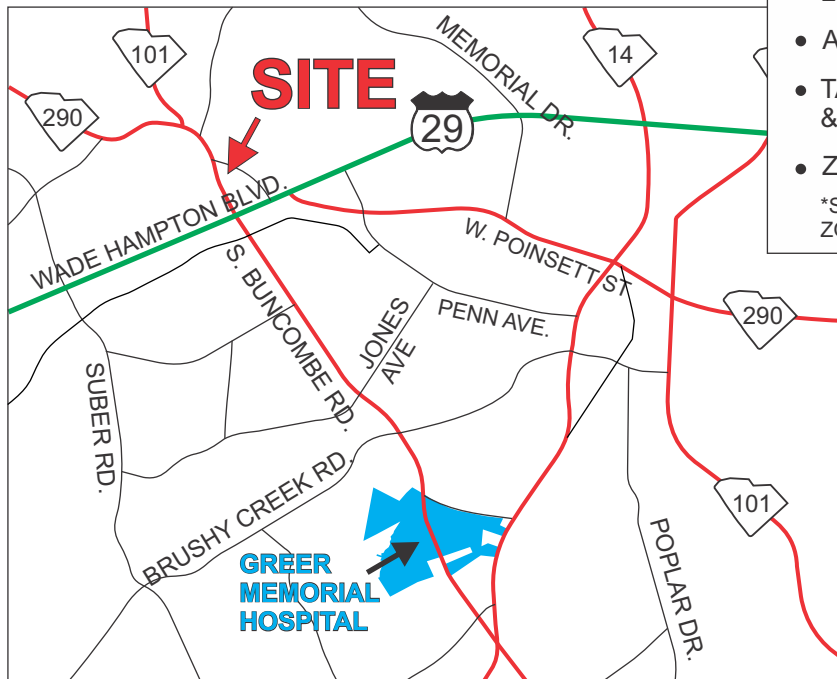 101
14
290
SITE
MEMORIAL DR.
29
WADE HAMPTON BLVD.
W. POINSETT ST
S. BUNCOMBE RD.
JONES
AVE
PENN AVE.
290
SUBER RD.
BRUSHY CREEK RD.
101
GREER
MEMORIAL
HOSPITAL
POPLAR DR.
• A
&
• Z
*S